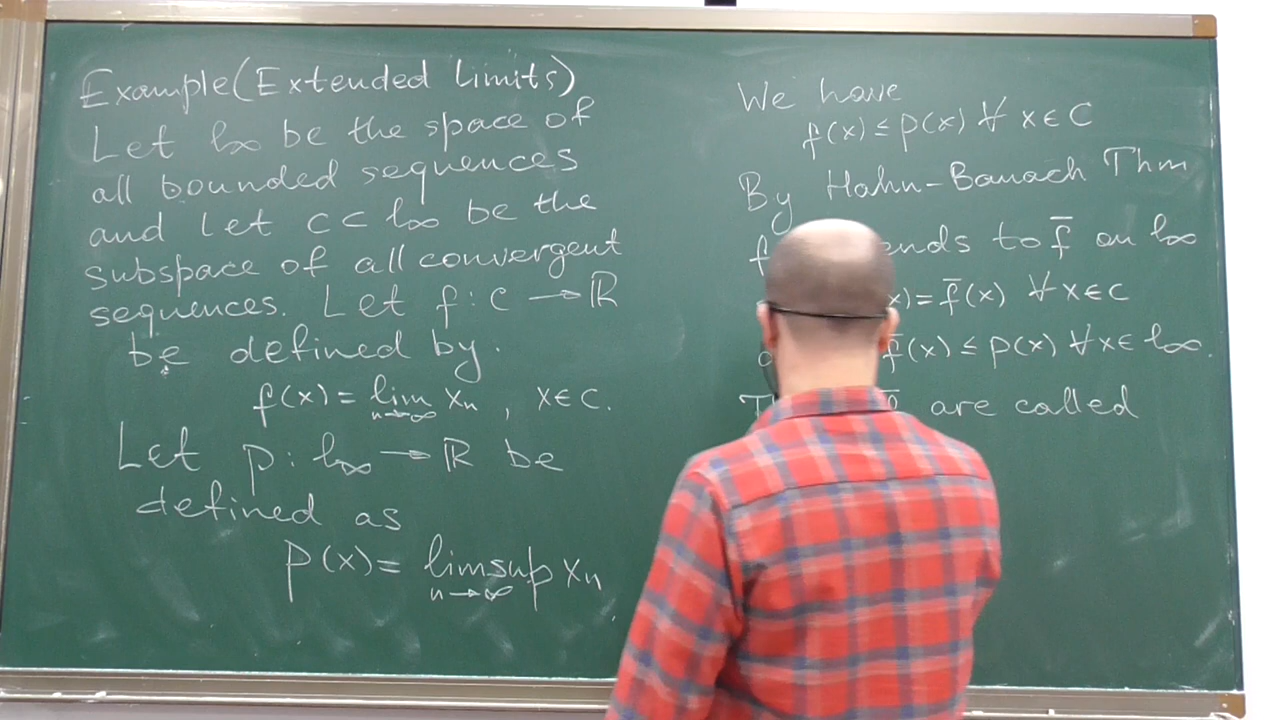 Example (Extended Limits)
Let l∞ be the space of
all bounded sequences
and let c ⊂ l∞ be the
subspace of all convergent
sequences. Let f : c → ℝ
be defined by.
f(x) = lim n→∞ xn , x ∈ c.
Let p : l∞ → ℝ be
defined as
p(x) = limsup n→∞ xn
We have
f(x) ≤ p(x) ∀ x ∈ c
By Hahn-Banach Thm
f to f̄ on l∞
x) = f̄(x) ∀ x ∈ c
f̄(x) ≤ p(x) ∀ x ∈ l∞.
are called